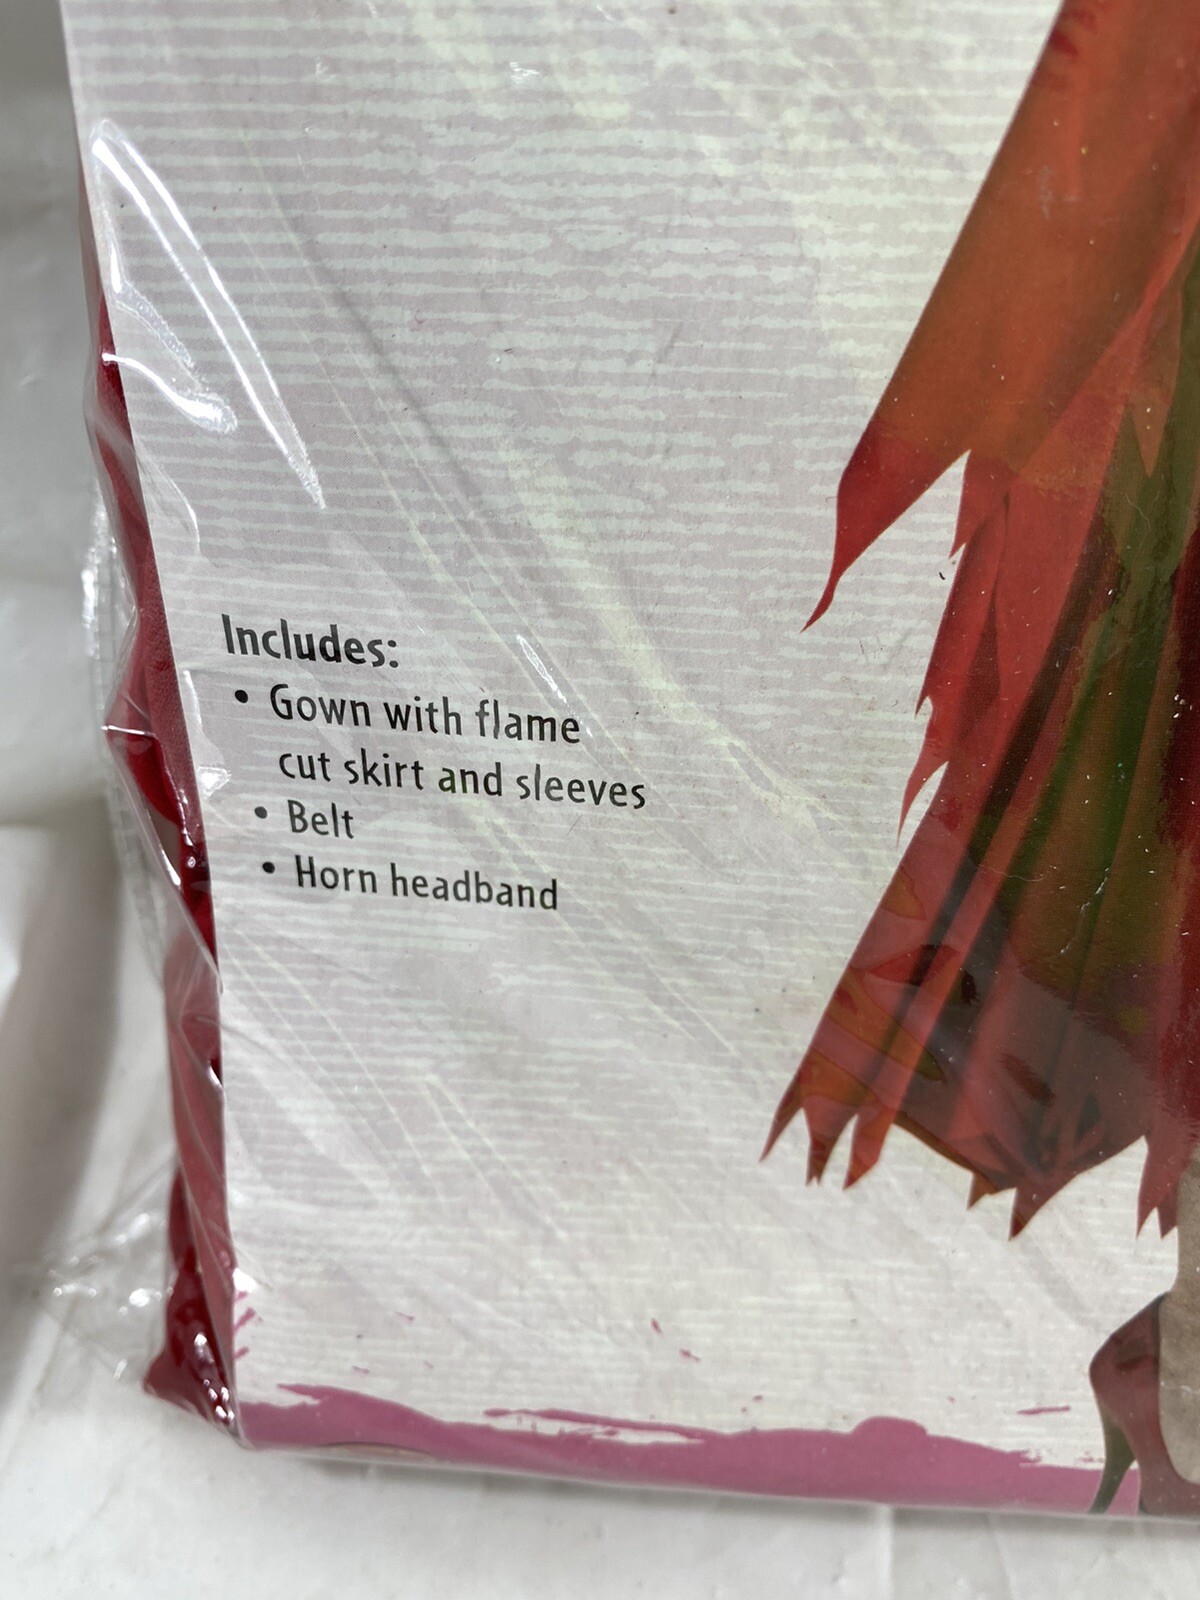 Includes:
• Gown with flame
cut skirt and sleeves
• Belt
• Horn headband